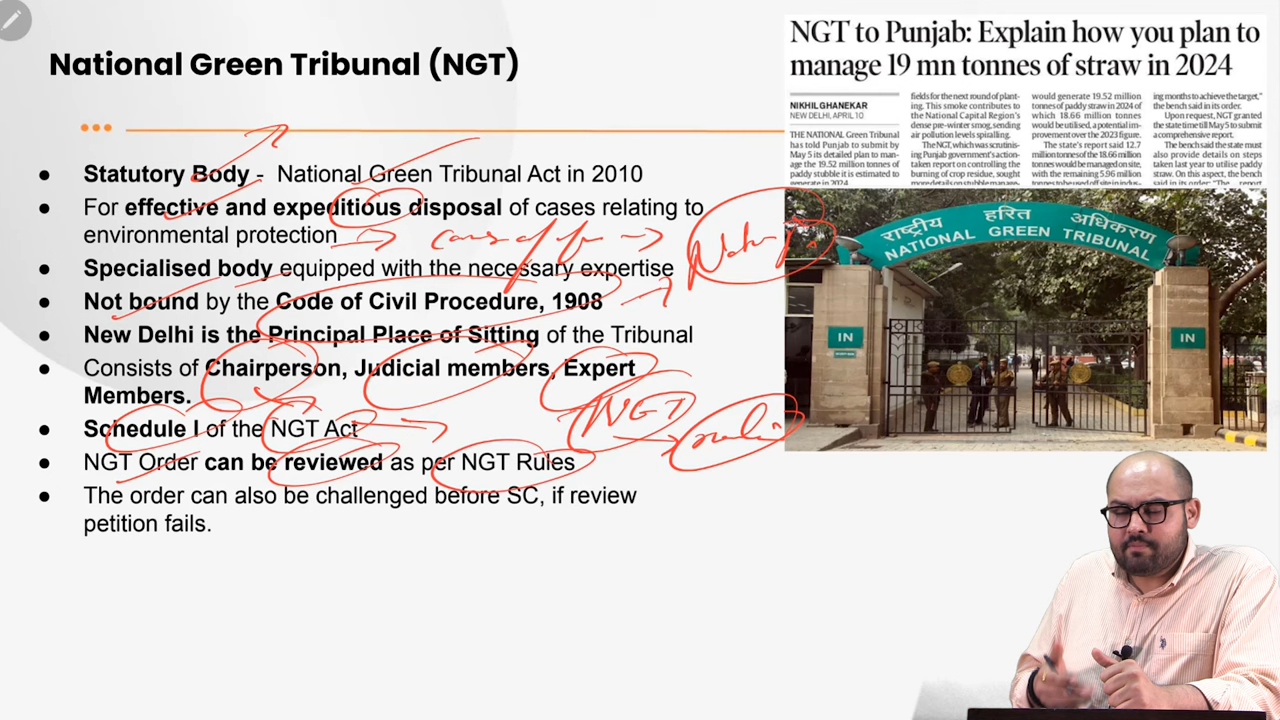 National Green Tribunal (NGT)
● Statutory Body - National Green Tribunal Act in 2010
● For effective and expeditious disposal of cases relating to
environmental protection
● Specialised body equipped with the necessary expertise
● Not bound by the Code of Civil Procedure, 1908
● New Delhi is the Principal Place of Sitting of the Tribunal
● Consists of Chairperson, Judicial members, Expert
Members.
● Schedule I of the NGT Act
● NGT Order can be reviewed as per NGT Rules
● The order can also be challenged before SC, if review
petition fails.
NGT
NGT to Punjab: Explain how you plan to
manage 19 mn tonnes of straw in 2024
NIKHIL GHANEKAR
NEW DELHI, APRIL 10
THE NATIONAL Green Tribunal
has told Punjab to submit by
May 5 its detailed plan to man-
age the 19.52 million tonnes of
paddy stubble it is estimated to
generate in 2024
fields for the next round of plant-
ing. This smoke contributes to
the National Capital Region's
dense pre-winter smog, sending
air pollution levels spiralling.
The NGT, which was scrutinis-
ing Punjab government's action-
taken report on controlling the
burning of crop residue, sought
more details on stubble manage-
would generate 19.52 million
tonnes of paddy straw in 2024 of
which 18.66 million tonnes
would be utilised, a potential im-
provement over the 2023 figure.
The state's report said 12.7
million tonnes of the 18.66 million
tonnes would be managed on site,
with the remaining 5.96 million
tonnes to be used off site in indus-
ing months to achieve the target,"
the bench said in its order.
Upon request, NGT granted
the state time till May 5 to submit
a comprehensive report.
The bench said the state must
also provide details on steps
taken last year to utilise paddy
straw. On this aspect, the bench
said in its order: "The report
राष्ट्रीय हरित अधिकरण
NATIONAL GREEN TRIBUNAL
IN
IN